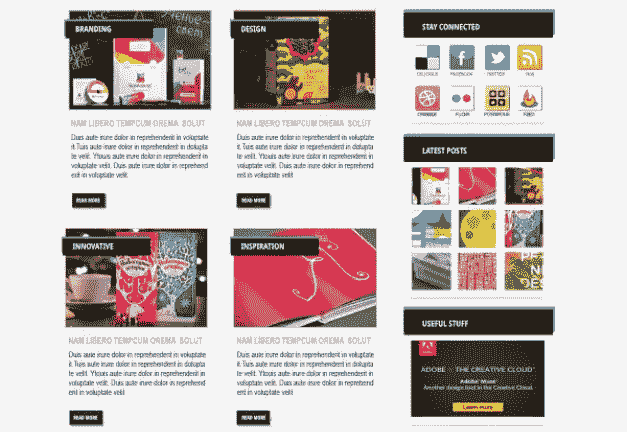 BRANDING
NAM LIBERO TEMPCUM OREMA SOLUT
Duis aute irure dolor in reprehenderit in voluptate
it.Tuis aute irure dolor in reprehenderit in dolupta
te velit. Ytouis aute irure dolor in reprehenderit in
voluptate velit. Duis aute irure dolor in reprehend
erit in voluptate velit
READ MORE
DESIGN
NAM LIBERO TEMPCUM OREMA SOLUT
Duis aute irure dolor in reprehenderit in voluptate
it.Tuis aute irure dolor in reprehenderit in dolupta
te velit. Ytouis aute irure dolor in reprehenderit in
voluptate velit. Duis aute irure dolor in reprehend
erit in voluptate velit
READ MORE
INNOVATIVE
NAM LIBERO TEMPCUM OREMA SOLUT
Duis aute irure dolor in reprehenderit in voluptate
it.Tuis aute irure dolor in reprehenderit in dolupta
te velit. Ytouis aute irure dolor in reprehenderit in
voluptate velit. Duis aute irure dolor in reprehend
erit in voluptate velit
READ MORE
INSPIRATION
NAM LIBERO TEMPCUM OREMA SOLUT
Duis aute irure dolor in reprehenderit in voluptate
it.Tuis aute irure dolor in reprehenderit in dolupta
te velit. Ytouis aute irure dolor in reprehenderit in
voluptate velit. Duis aute irure dolor in reprehend
erit in voluptate velit
READ MORE
STAY CONNECTED
DELICIOUS FACEBOOK TWITTER RSS
DRIBBBLE FLICKR FEED
LATEST POSTS
USEFUL STUFF
ADOBE THE CREATIVE CLOUD
Adobe Muse
Another design tool in the Creative Cloud
Learn more